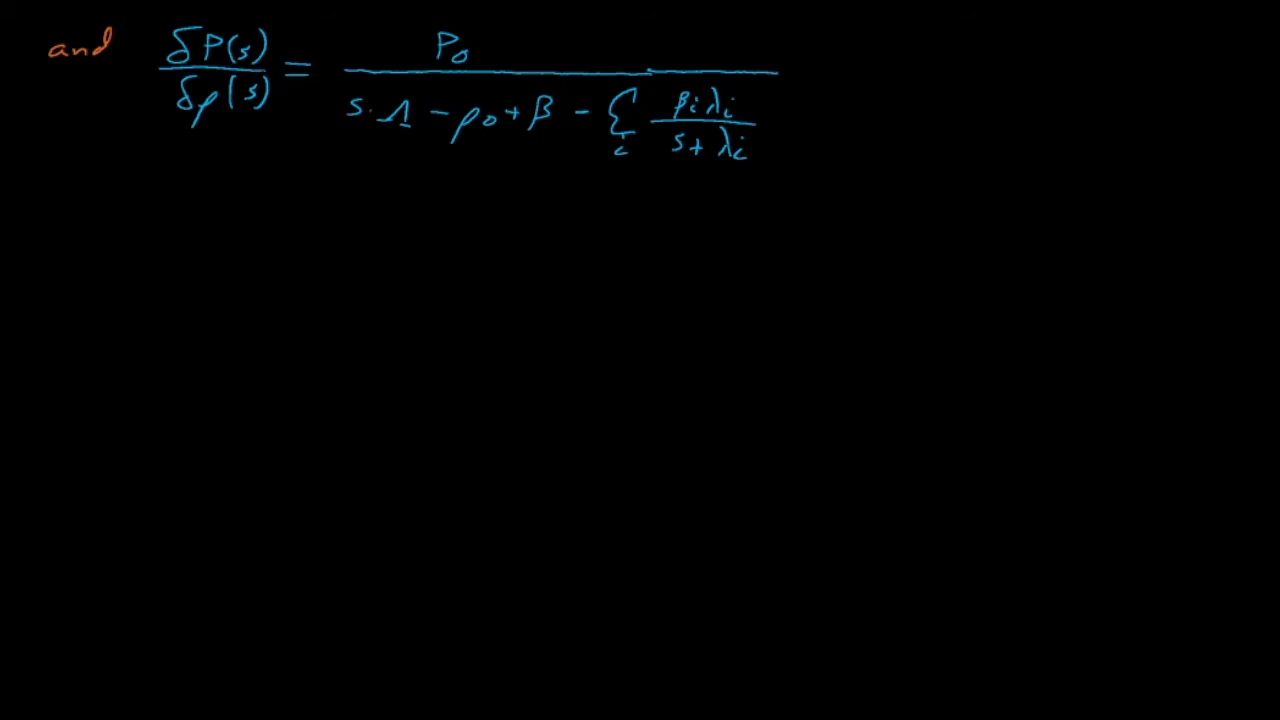 and δP(s)/δρ(s) = P₀ / (s·Λ − ρ₀ + β − Σᵢ βᵢλᵢ/(s + λᵢ))